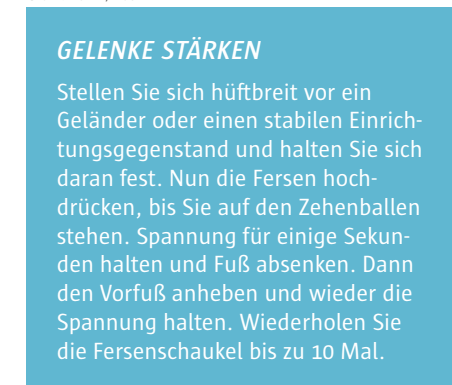 GELENKE STÄRKEN
Stellen Sie sich hüftbreit vor ein
Geländer oder einen stabilen Einrich-
tungsgegenstand und halten Sie sich
daran fest. Nun die Fersen hoch-
drücken, bis Sie auf den Zehenballen
stehen. Spannung für einige Sekun-
den halten und Fuß absenken. Dann
den Vorfuß anheben und wieder die
Spannung halten. Wiederholen Sie
die Fersenschaukel bis zu 10 Mal.